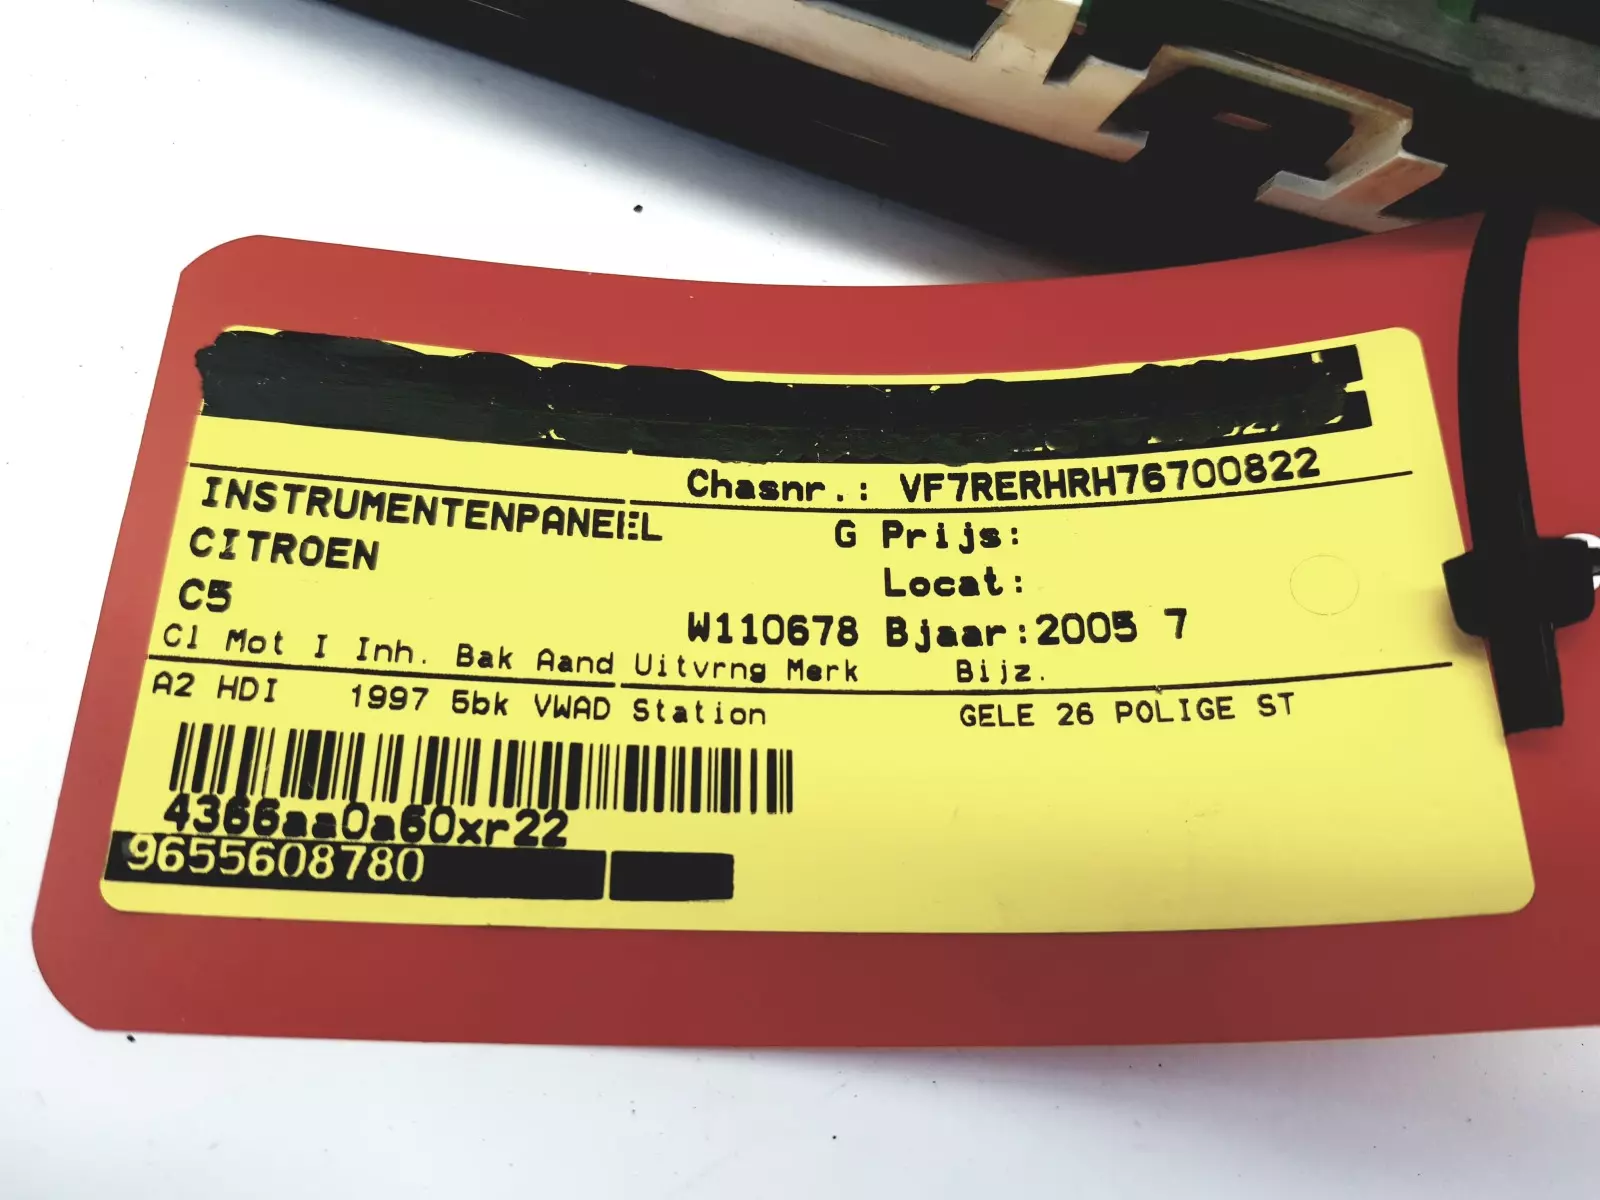 Chasnr.: VF7RERHRH76700822
INSTRUMENTENPANEEL G Prijs:
CITROEN Locat:
C5 W110678 Bjaar:2005 7
Cl Mot I Inh. Bak Aand Uitvrng Merk Bijz.
A2 HDI 1997 5bk VWAD Station GELE 26 POLIGE ST
4366aa0a60xr22
9655608780